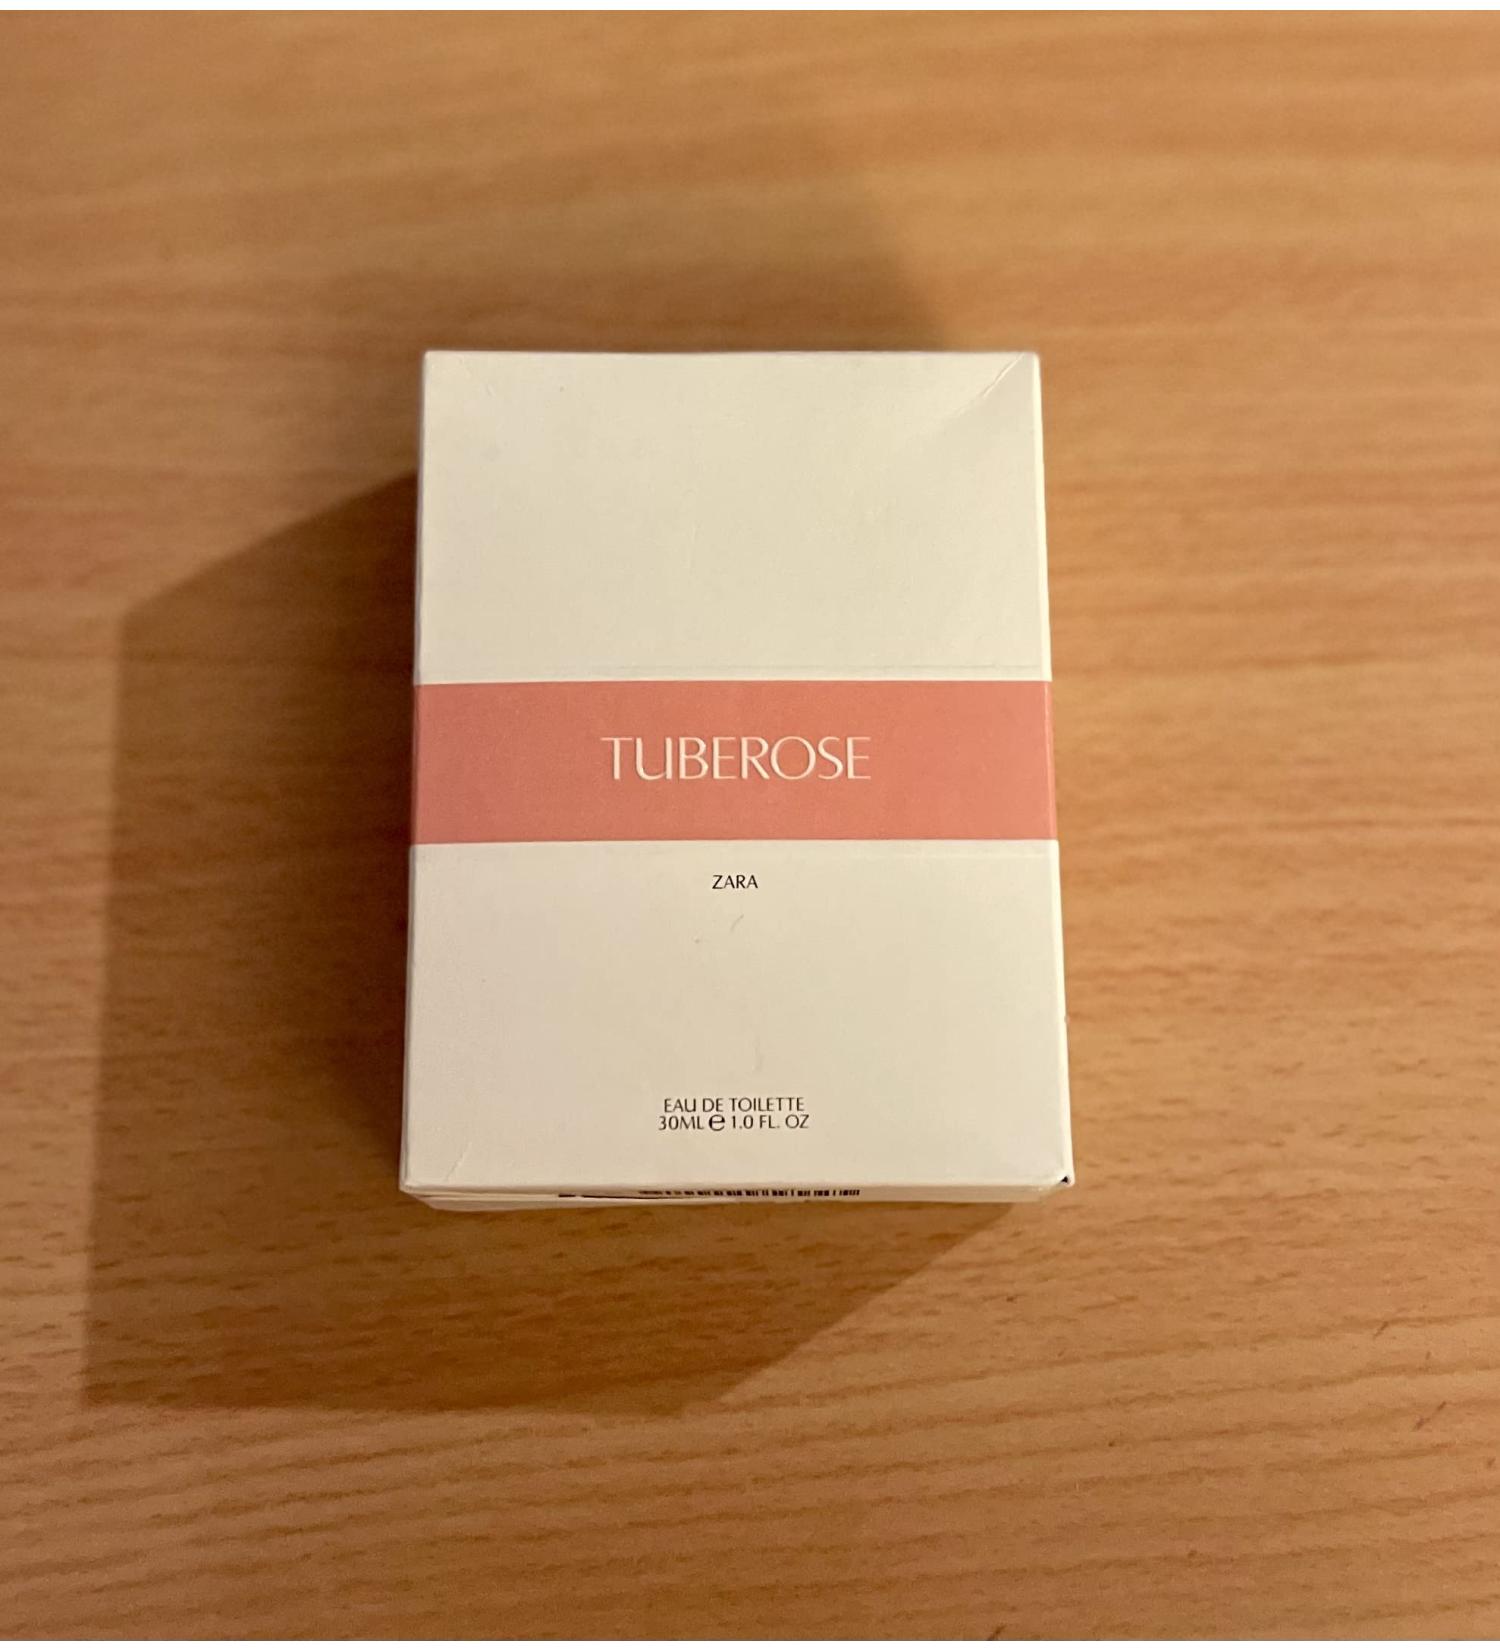 TUBEROSE
ZARA
EAU DE TOILETTE
30ML ℮ 1.0 FL. OZ